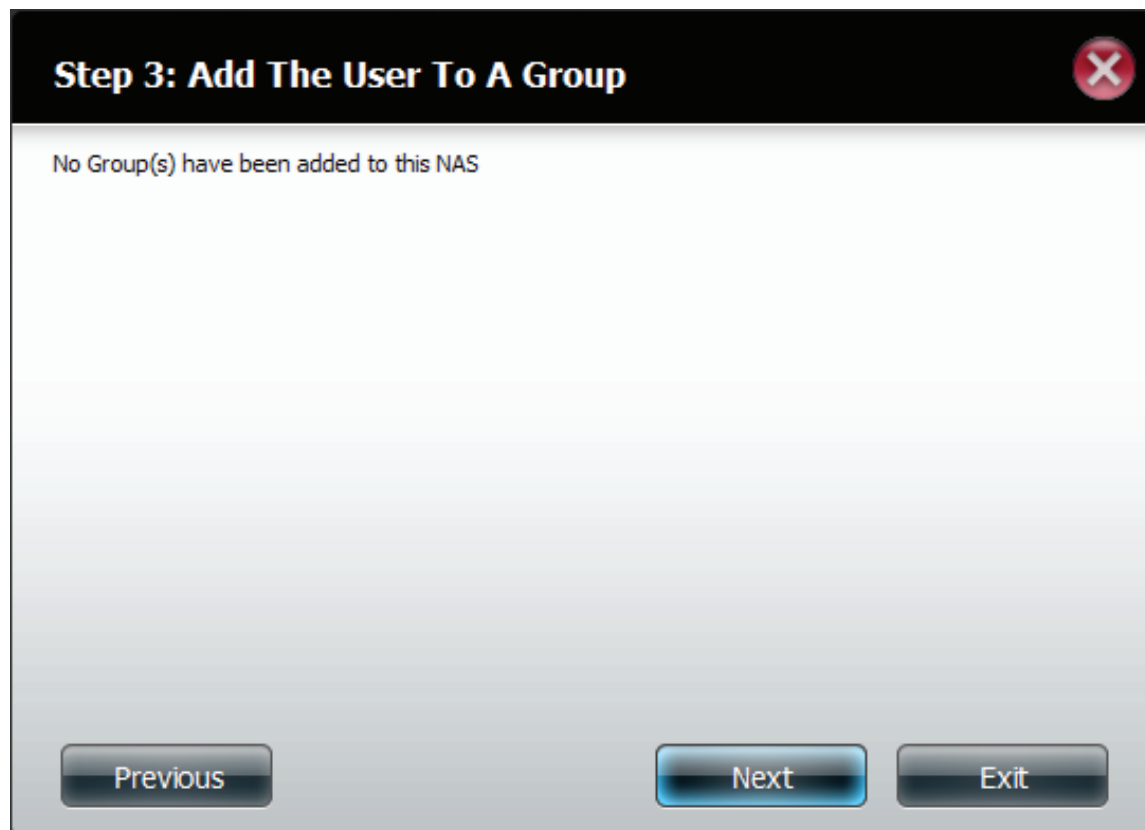 Step 3: Add The User To A Group
No Group(s) have been added to this NAS
Previous
Next
Exit